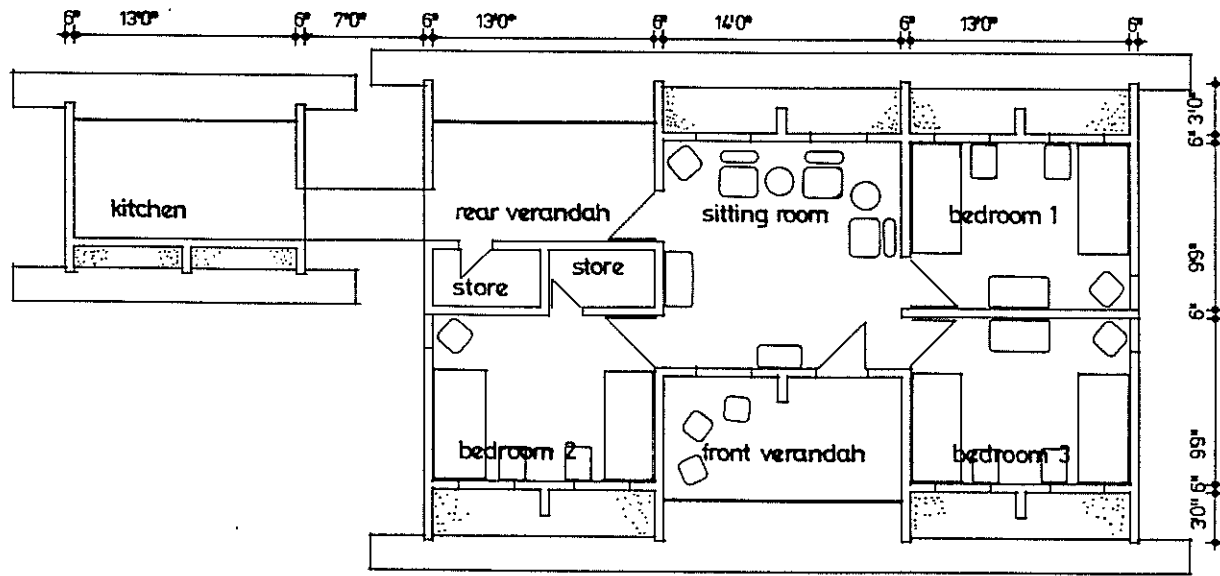 6" 13'0" 6" 7'0" 6" 13'0" 6" 14'0" 6" 13'0" 6"
3'0"
6"
kitchen
rear verandah
sitting room
bedroom 1
9'9"
store
store
6"
bedroom 2
front verandah
bedroom 3
9'9"
6"
3'0"